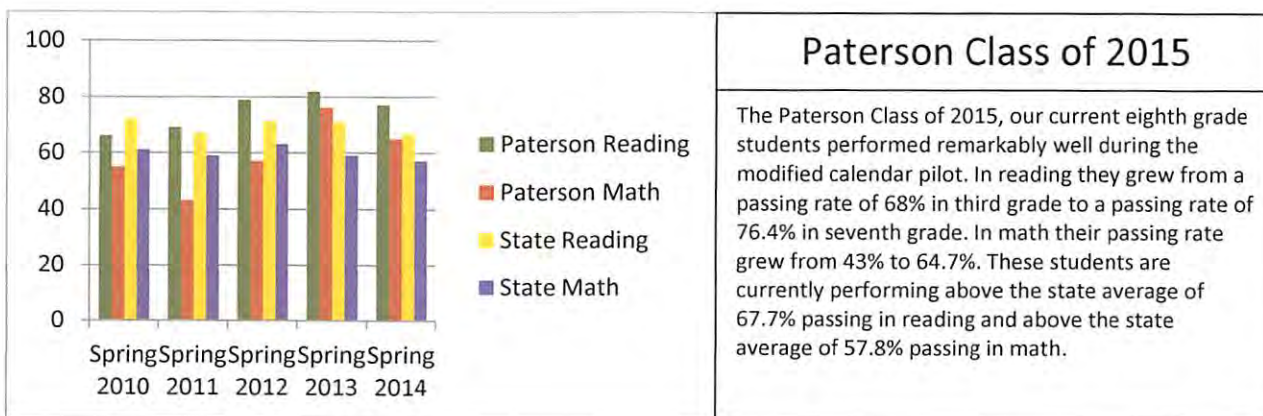 100
80
60
40
20
0
Spring Spring Spring Spring Spring
2010 2011 2012 2013 2014
Paterson Reading
Paterson Math
State Reading
State Math
Paterson Class of 2015
The Paterson Class of 2015, our current eighth grade
students performed remarkably well during the
modified calendar pilot. In reading they grew from a
passing rate of 68% in third grade to a passing rate of
76.4% in seventh grade. In math their passing rate
grew from 43% to 64.7%. These students are
currently performing above the state average of
67.7% passing in reading and above the state
average of 57.8% passing in math.